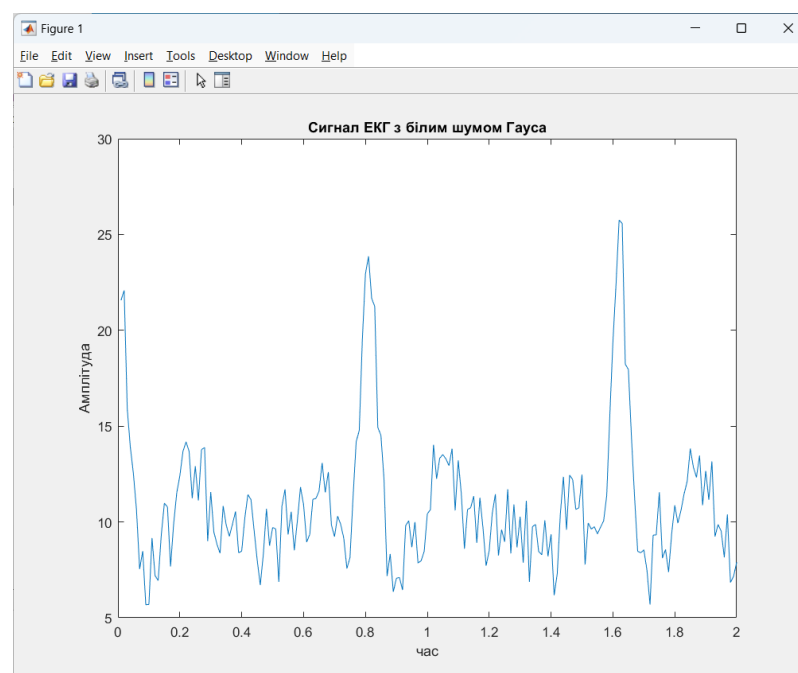 Figure 1
File Edit View Insert Tools Desktop Window Help
Сигнал ЕКГ з білим шумом Гауса
30
25
20
15
10
5
Амплітуда
0 0.2 0.4 0.6 0.8 1 1.2 1.4 1.6 1.8 2
час